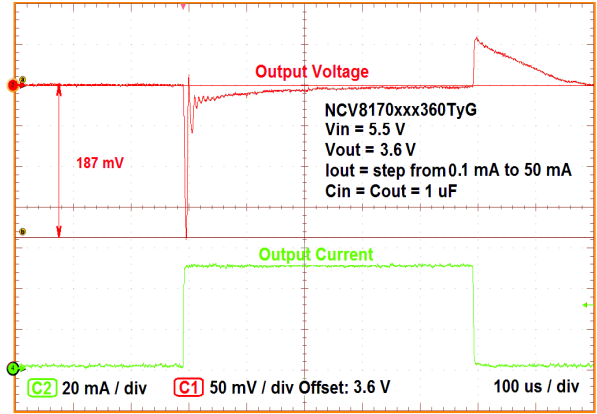 Output Voltage
NCV8170xxx360TyG
Vin = 5.5 V
Vout = 3.6 V
Iout = step from 0.1 mA to 50 mA
Cin = Cout = 1 uF
187 mV
Output Current
C2 20 mA / div C1 50 mV / div Offset: 3.6 V 100 us / div
a
b
4